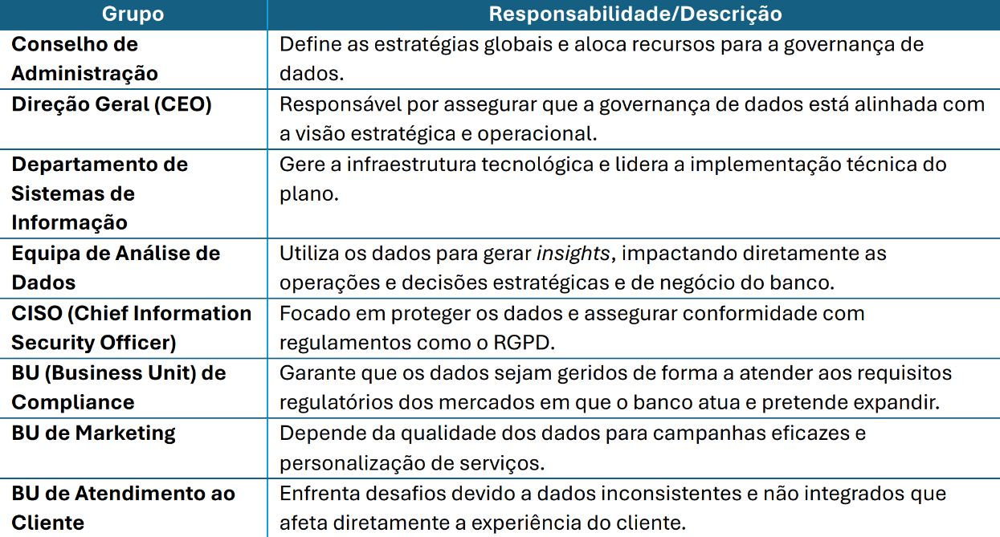 Grupo
Responsabilidade/Descrição
Conselho de
Administração
Define as estratégias globais e aloca recursos para a governança de
dados.
Direção Geral (CEO)
Responsável por assegurar que a governança de dados está alinhada com
a visão estratégica e operacional.
Departamento de
Sistemas de
Informação
Gere a infraestrutura tecnológica e lidera a implementação técnica do
plano.
Equipa de Análise de
Dados
Utiliza os dados para gerar insights, impactando diretamente as
operações e decisões estratégicas e de negócio do banco.
CISO (Chief Information
Security Officer)
Focado em proteger os dados e assegurar conformidade com
regulamentos como o RGPD.
BU (Business Unit) de
Compliance
Garante que os dados sejam geridos de forma a atender aos requisitos
regulatórios dos mercados em que o banco atua e pretende expandir.
BU de Marketing
Depende da qualidade dos dados para campanhas eficazes e
personalização de serviços.
BU de Atendimento ao
Cliente
Enfrenta desafios devido a dados inconsistentes e não integrados que
afeta diretamente a experiência do cliente.